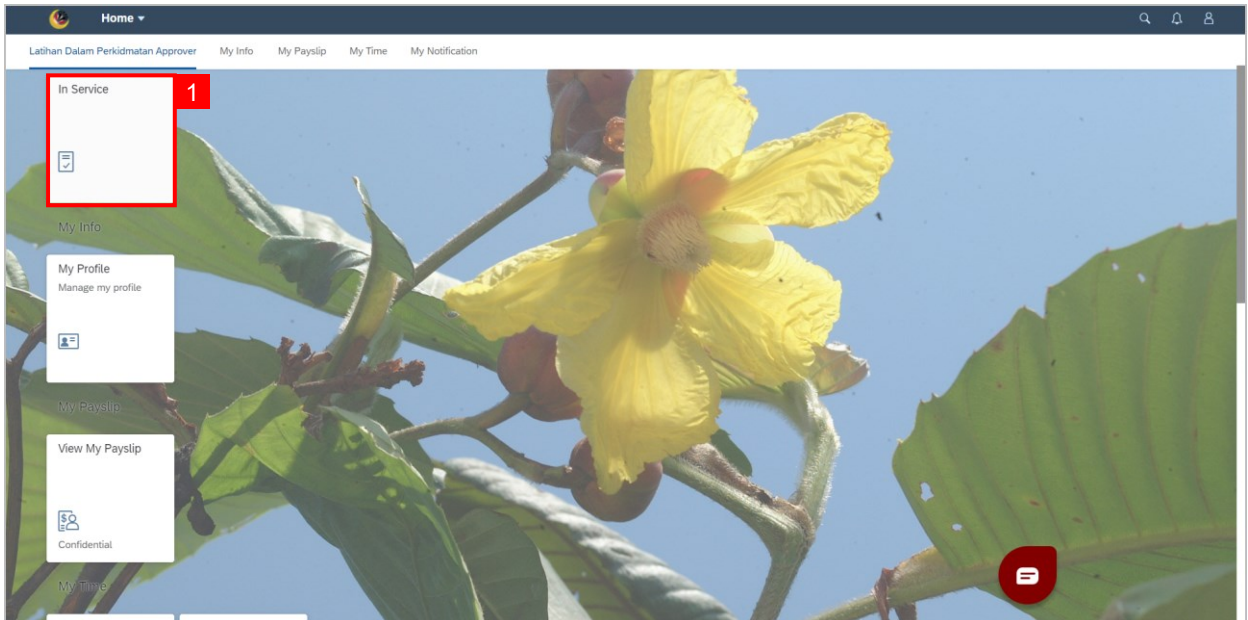 Home
Latihan Dalam Perkidmatan Approver My Info My Payslip My Time My Notification
In Service
1
My Info
My Profile
Manage my profile
My Payslip
View My Payslip
Confidential
My Time